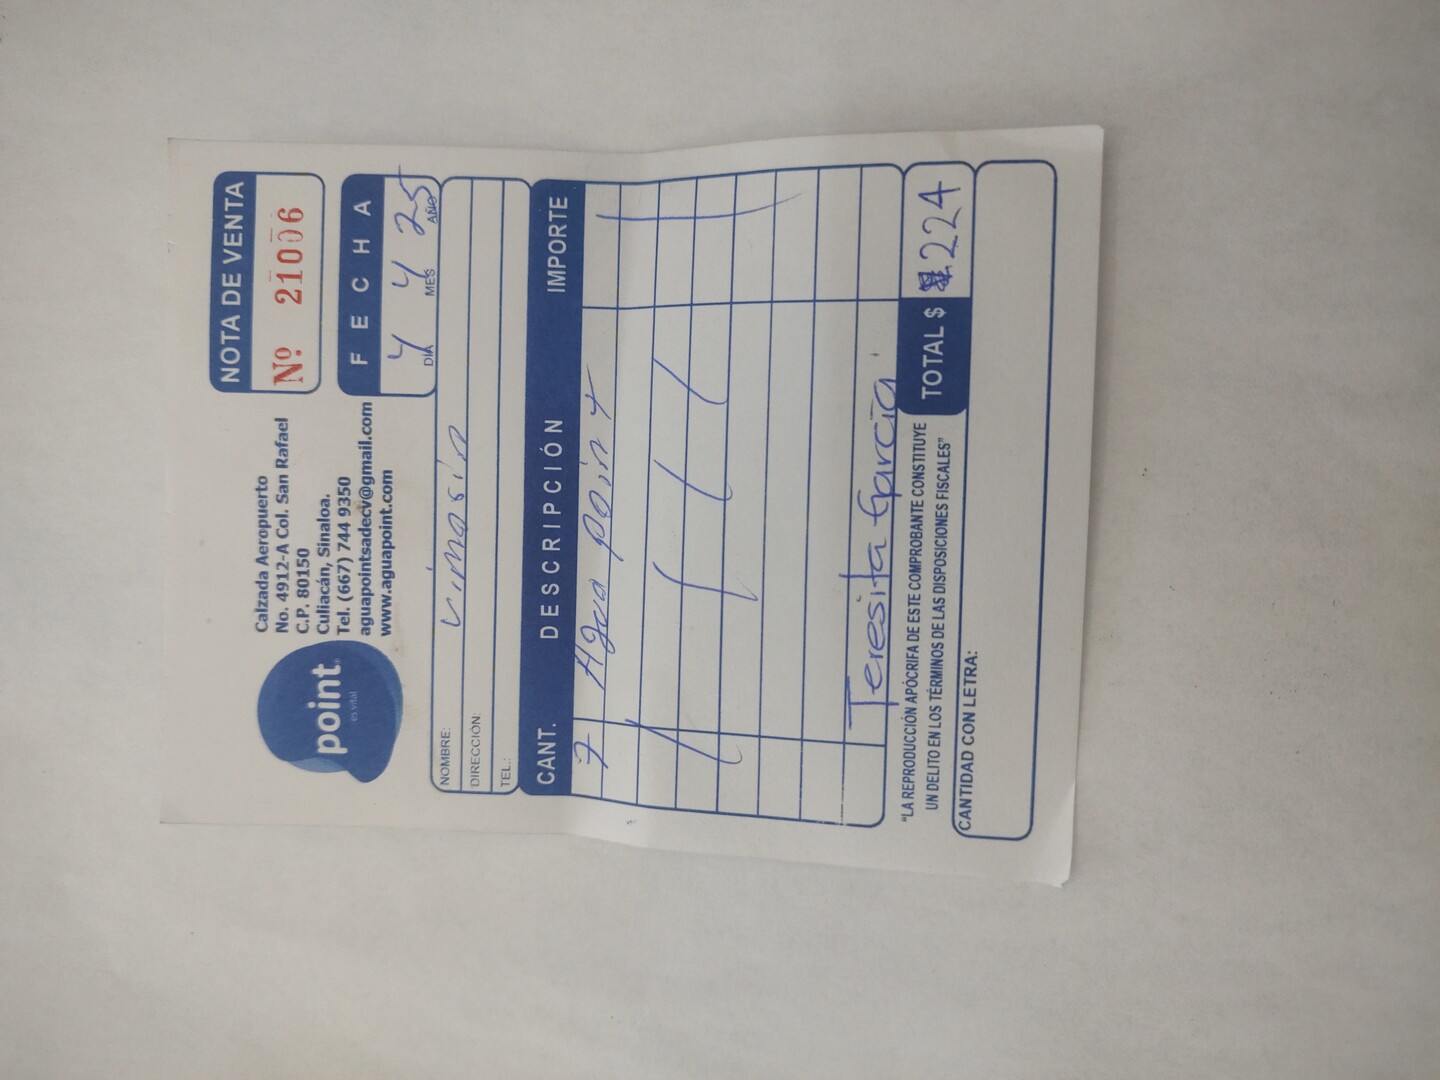 point
es vital
Calzada Aeropuerto
No. 4912-A Col. San Rafael
C.P. 80150
Culiacán, Sinaloa.
Tel. (667) 744 9350
aguapointsadecv@gmail.com
www.aguapoint.com
NOTA DE VENTA
Nº 21006
FECHA
4 4 25
DÍA MES AÑO
NOMBRE: Vimasin
DIRECCIÓN:
TEL.:
CANT. DESCRIPCIÓN IMPORTE
7 Agua point
Teresita García
"LA REPRODUCCIÓN APÓCRIFA DE ESTE COMPROBANTE CONSTITUYE
UN DELITO EN LOS TÉRMINOS DE LAS DISPOSICIONES FISCALES"
TOTAL $ 224
CANTIDAD CON LETRA: